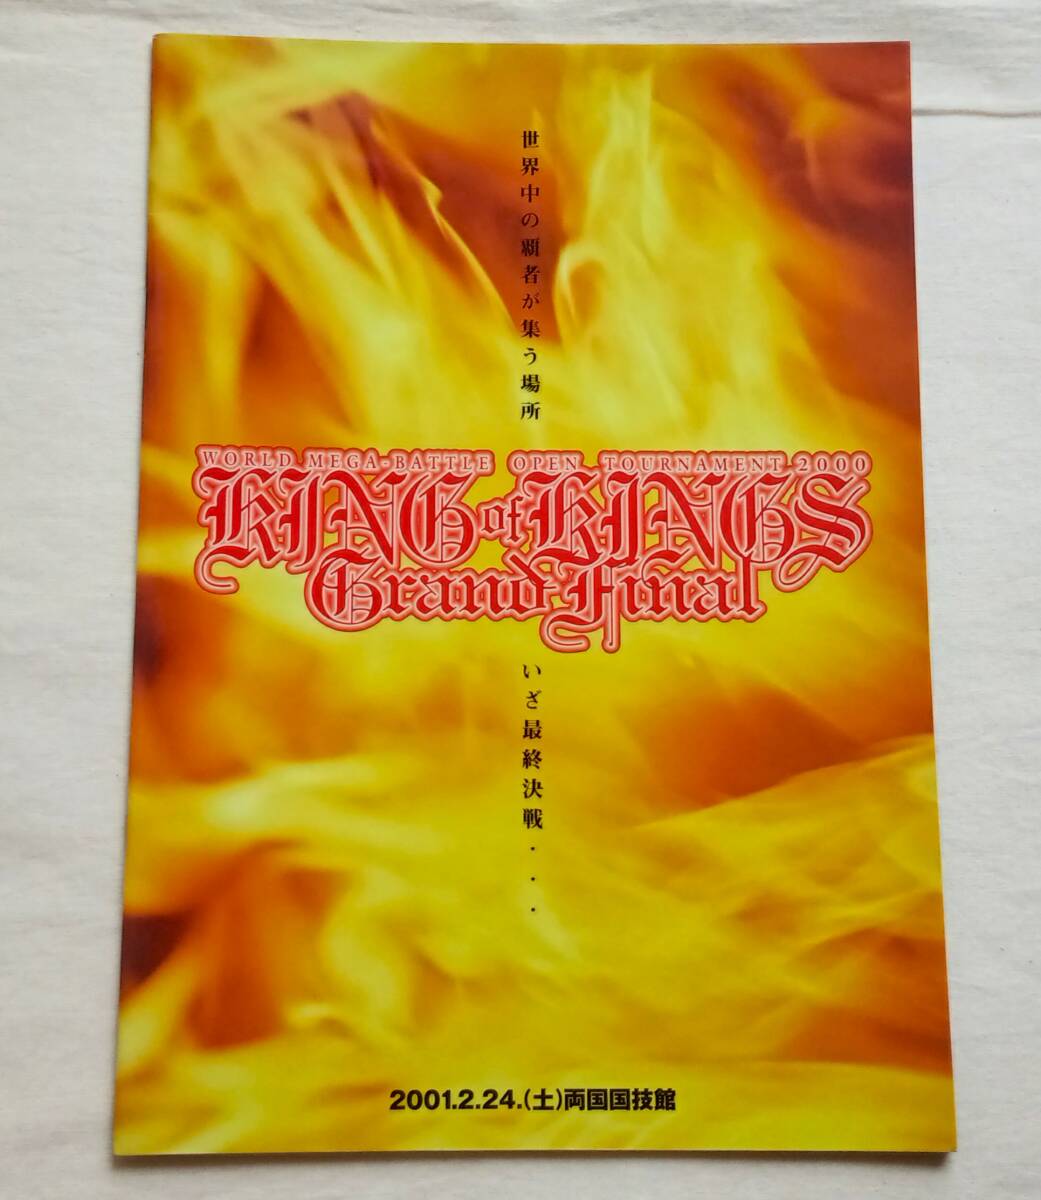 世界中の覇者が集う場所
WORLD MEGA-BATTLE OPEN TOURNAMENT 2000
KING of KINGS
Grand Final
いざ最終決戦・・・
2001.2.24.(土)両国国技館